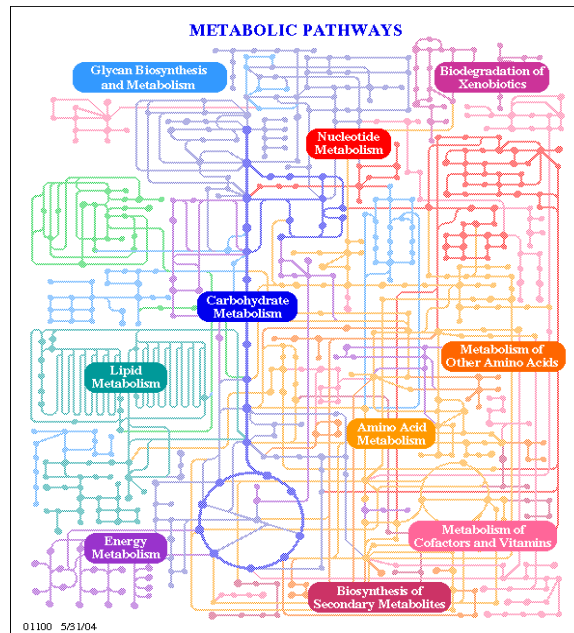 METABOLIC PATHWAYS
Glycan Biosynthesis
and Metabolism
Biodegradation of
Xenobiotics
Nucleotide
Metabolism
Carbohydrate
Metabolism
Lipid
Metabolism
Metabolism of
Other Amino Acids
Amino Acid
Metabolism
Energy
Metabolism
Metabolism of
Cofactors and Vitamins
Biosynthesis of
Secondary Metabolites
01100 5/31/04